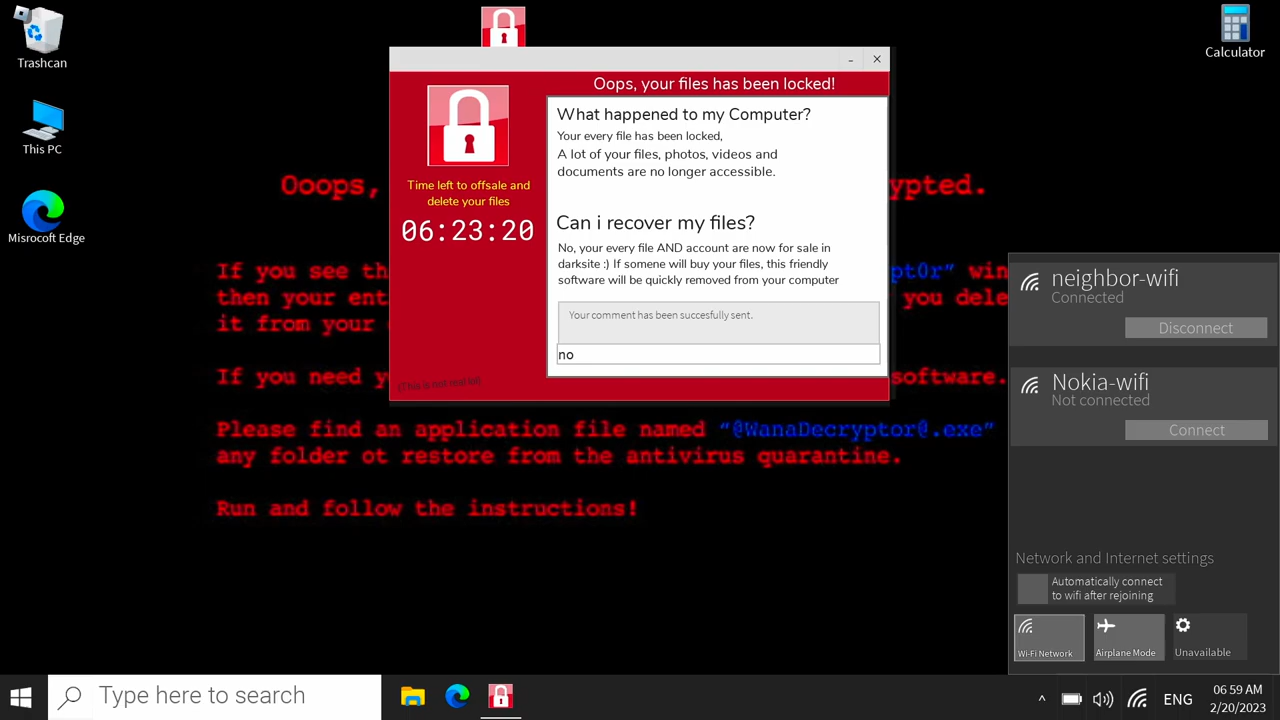 Trashcan
This PC
Misrocoft Edge
Calculator
Oops, your files has been locked!
Time left to offsale and
delete your files
06:23:20
What happened to my Computer?
Your every file has been locked,
A lot of your files, photos, videos and
documents are no longer accessible.
Can i recover my files?
No, your every file AND account are now for sale in
darksite :) If somene will buy your files, this friendly
software will be quickly removed from your computer
Your comment has been succesfully sent.
no
(This is not real lol)
Ooops, ypted.
If you see th pt0r" win
then your ent you dele
it from your
If you need y software.
Please find an application file named "@WanaDecryptor@.exe"
any folder ot restore from the antivirus quarantine.
Run and follow the instructions!
neighbor-wifi
Connected
Disconnect
Nokia-wifi
Not connected
Connect
Network and Internet settings
Automatically connect
to wifi after rejoining
Wi-Fi Network
Airplane Mode
Unavailable
Type here to search
ENG
06:59 AM
2/20/2023